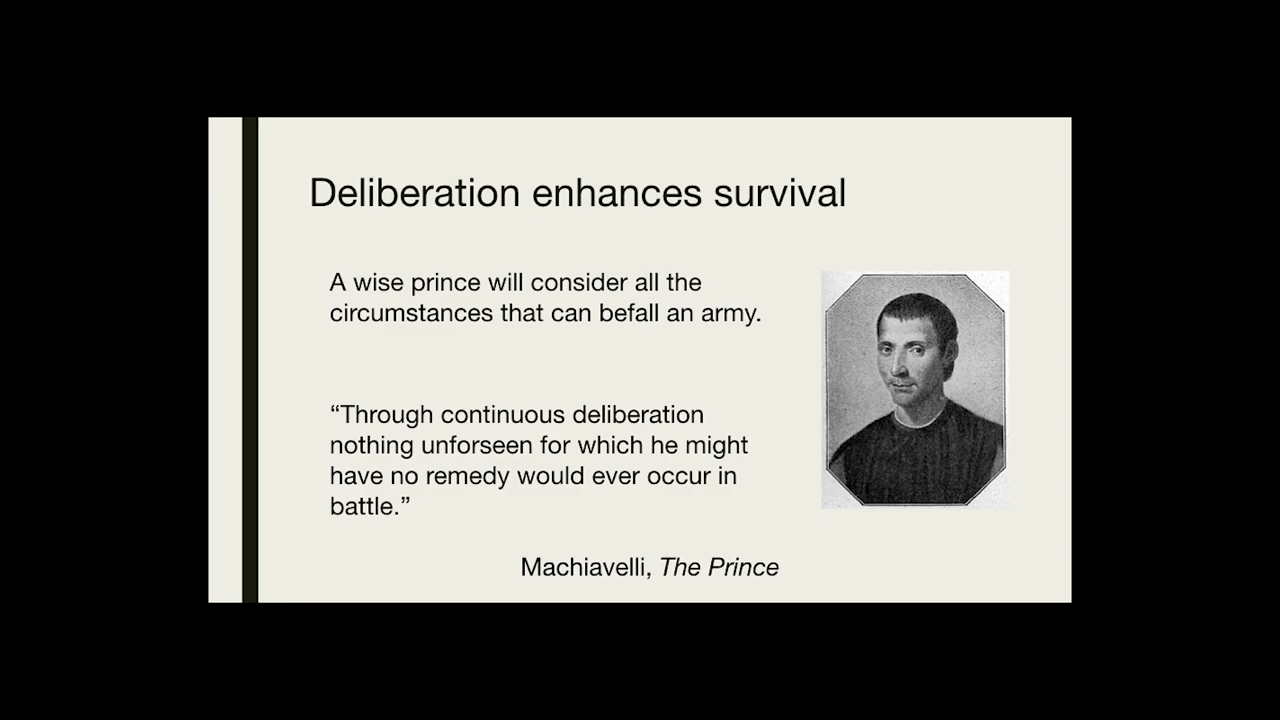 Deliberation enhances survival
A wise prince will consider all the
circumstances that can befall an army.
“Through continuous deliberation
nothing unforseen for which he might
have no remedy would ever occur in
battle.”
Machiavelli, The Prince